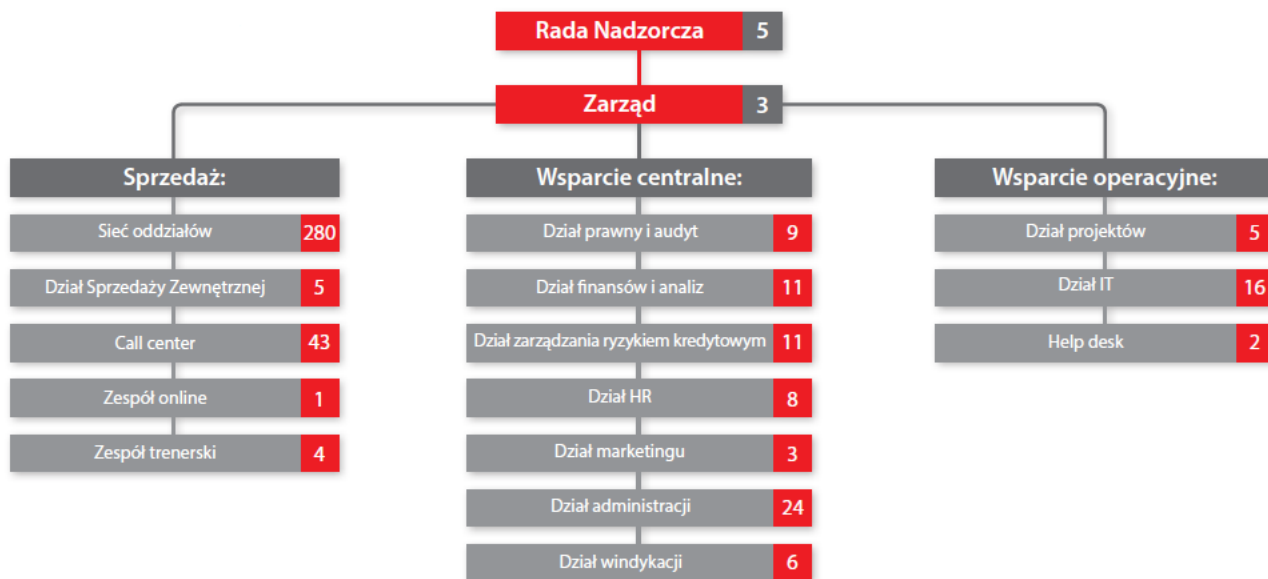 Rada Nadzorcza 5
Zarząd 3
Sprzedaż:
Sieć oddziałów 280
Dział Sprzedaży Zewnętrznej 5
Call center 43
Zespół online 1
Zespół trenerski 4
Wsparcie centralne:
Dział prawny i audyt 9
Dział finansów i analiz 11
Dział zarządzania ryzykiem kredytowym 11
Dział HR 8
Dział marketingu 3
Dział administracji 24
Dział windykacji 6
Wsparcie operacyjne:
Dział projektów 5
Dział IT 16
Help desk 2